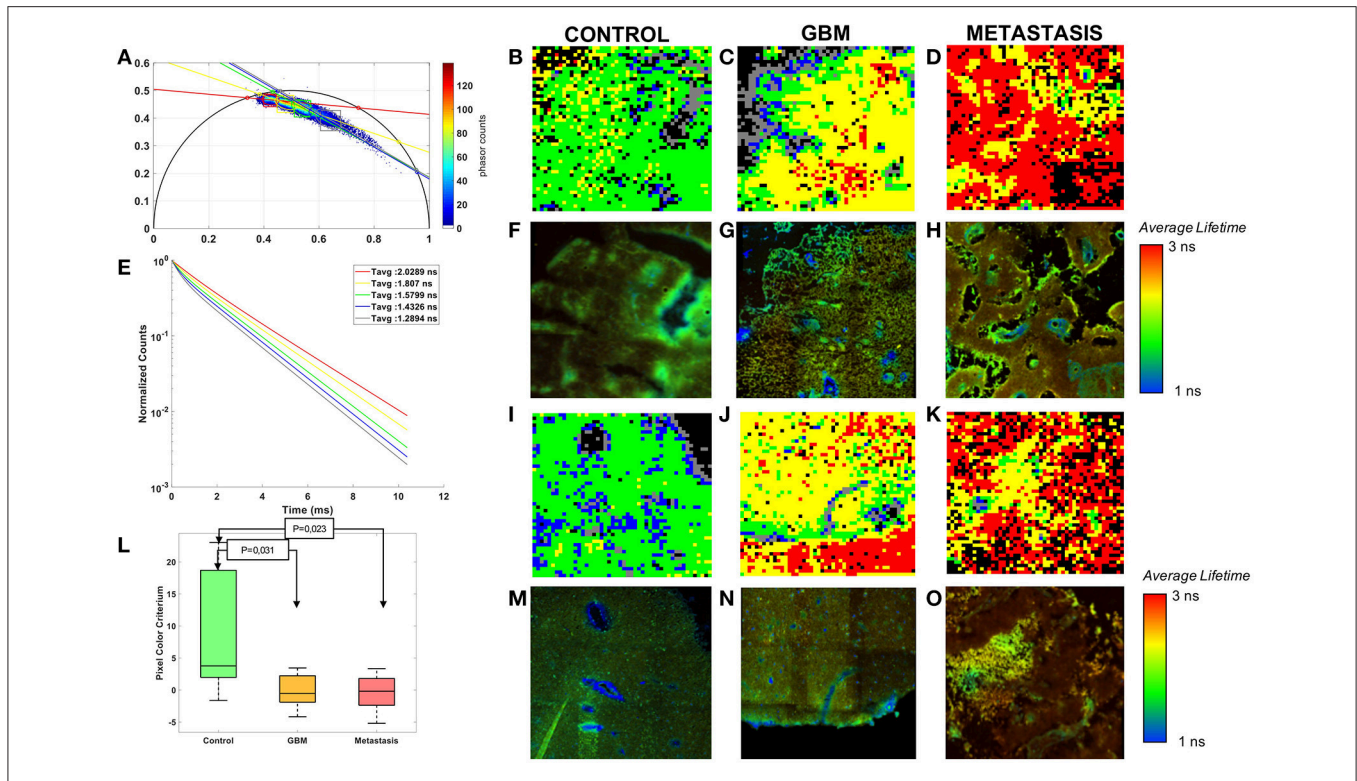 CONTROL GBM METASTASIS
A
0.6
0.5
0.4
0.3
0.2
0.1
0
0 0.2 0.4 0.6 0.8 1
120
100
80
60
40
20
0
phasor counts
B C D
E
10⁰
10⁻¹
10⁻²
10⁻³
Normalized Counts
Tavg :2.0289 ns
Tavg :1.807 ns
Tavg :1.5799 ns
Tavg :1.4326 ns
Tavg :1.2894 ns
0 2 4 6 8 10 12
Time (ms)
F G H
Average Lifetime
3 ns
1 ns
I J K
L
P=0,023
P=0,031
20
15
10
5
0
-5
Pixel Color Criterium
Control GBM Metastasis
M N O
Average Lifetime
3 ns
1 ns